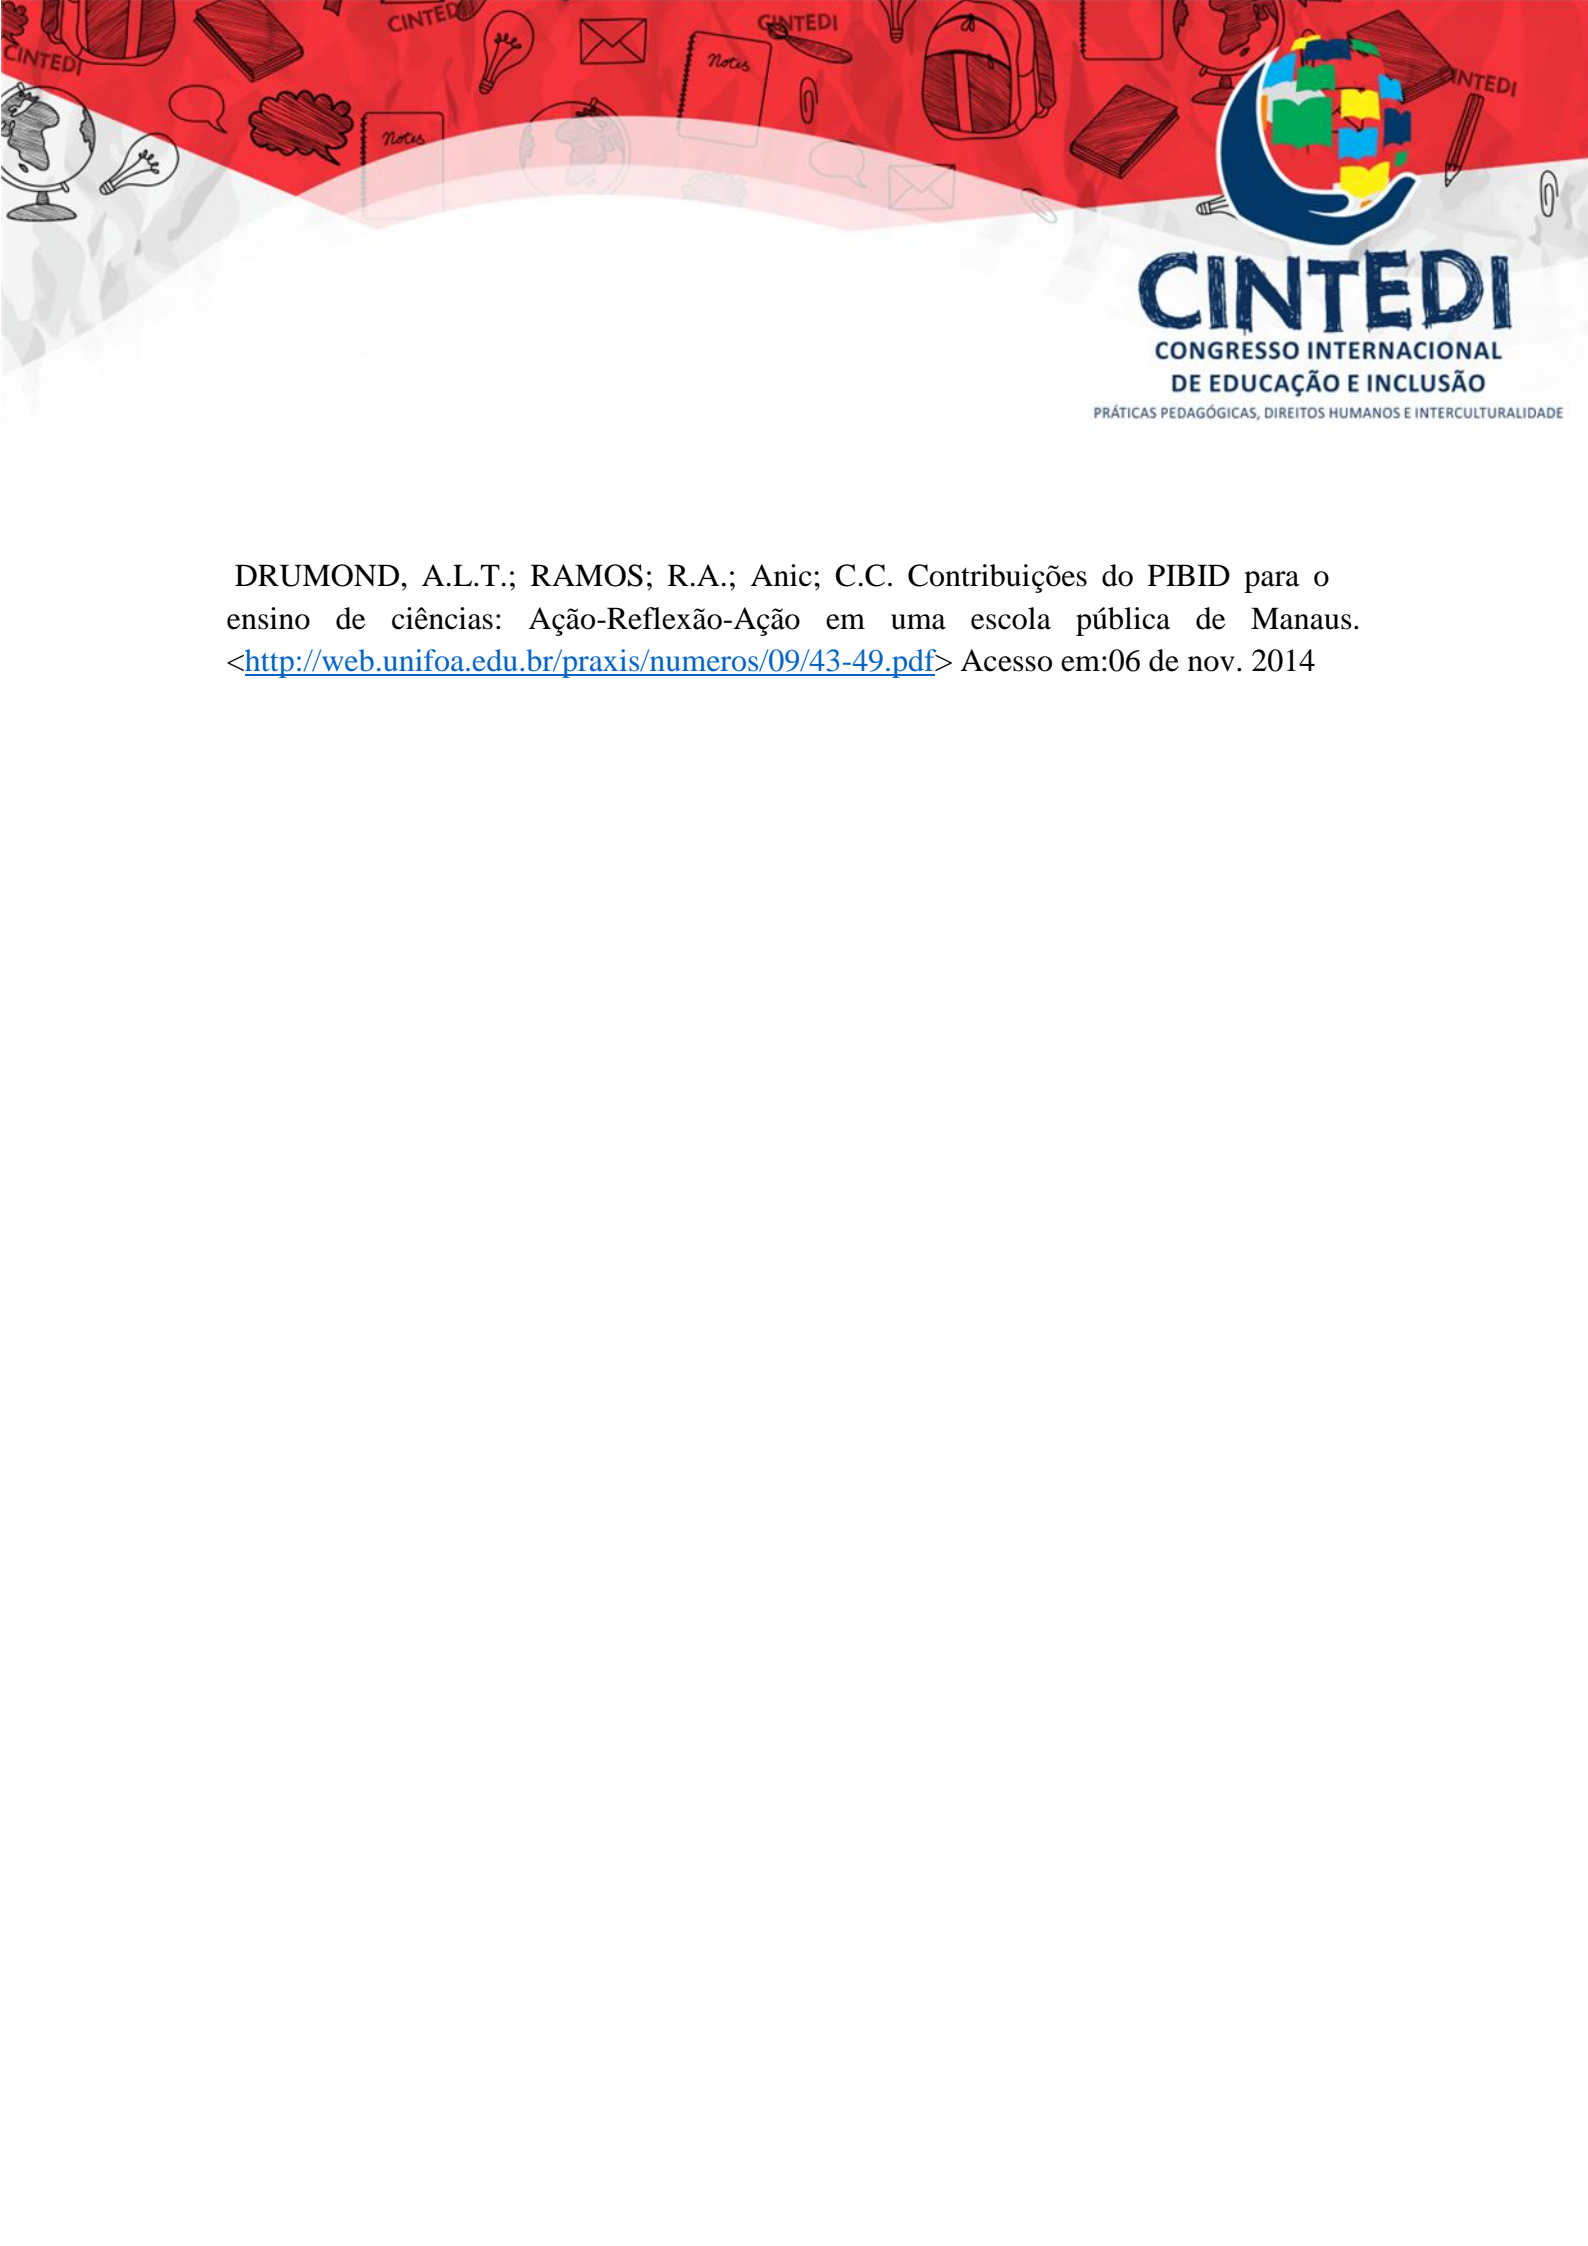 CINTEDI
CINTEDI
CINTEDI
INTEDI
Notes
Notes
CINTEDI
CONGRESSO INTERNACIONAL
DE EDUCAÇÃO E INCLUSÃO
PRÁTICAS PEDAGÓGICAS, DIREITOS HUMANOS E INTERCULTURALIDADE
DRUMOND, A.L.T.; RAMOS; R.A.; Anic; C.C. Contribuições do PIBID para o
ensino de ciências: Ação-Reflexão-Ação em uma escola pública de Manaus.
<http://web.unifoa.edu.br/praxis/numeros/09/43-49.pdf> Acesso em:06 de nov. 2014